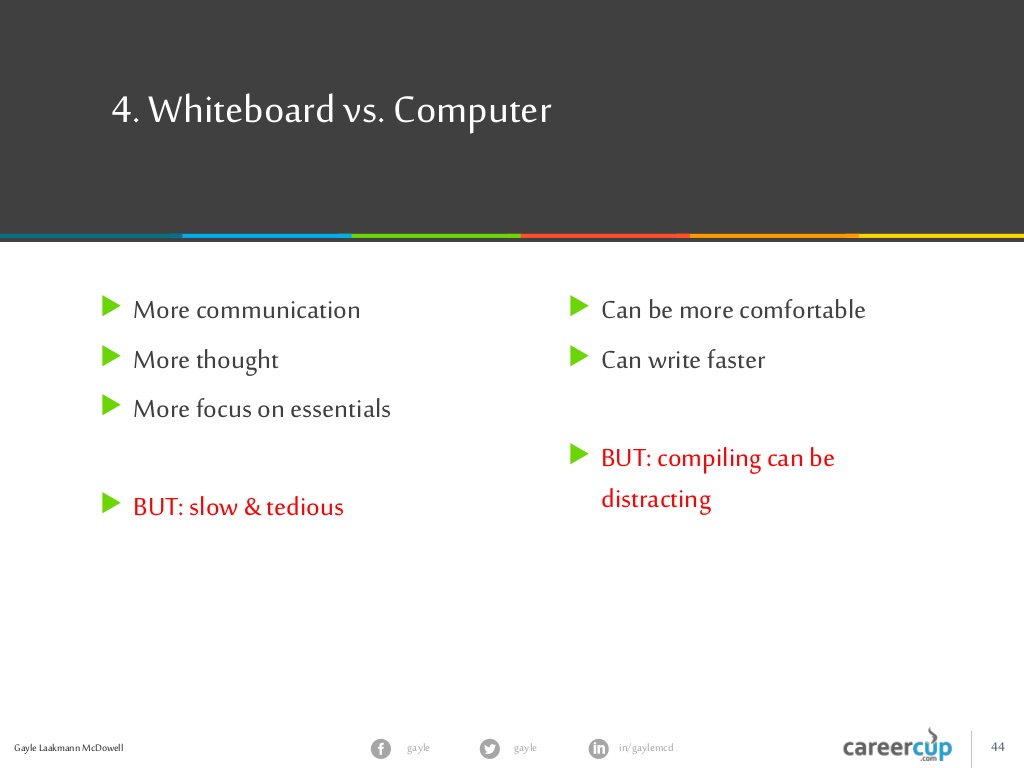 4. Whiteboard vs. Computer
More communication
More thought
More focus on essentials
BUT: slow & tedious
Can be more comfortable
Can write faster
BUT: compiling can be
distracting
Gayle Laakmann McDowell
gayle
gayle
in/gaylemcd
careercup
.com
44